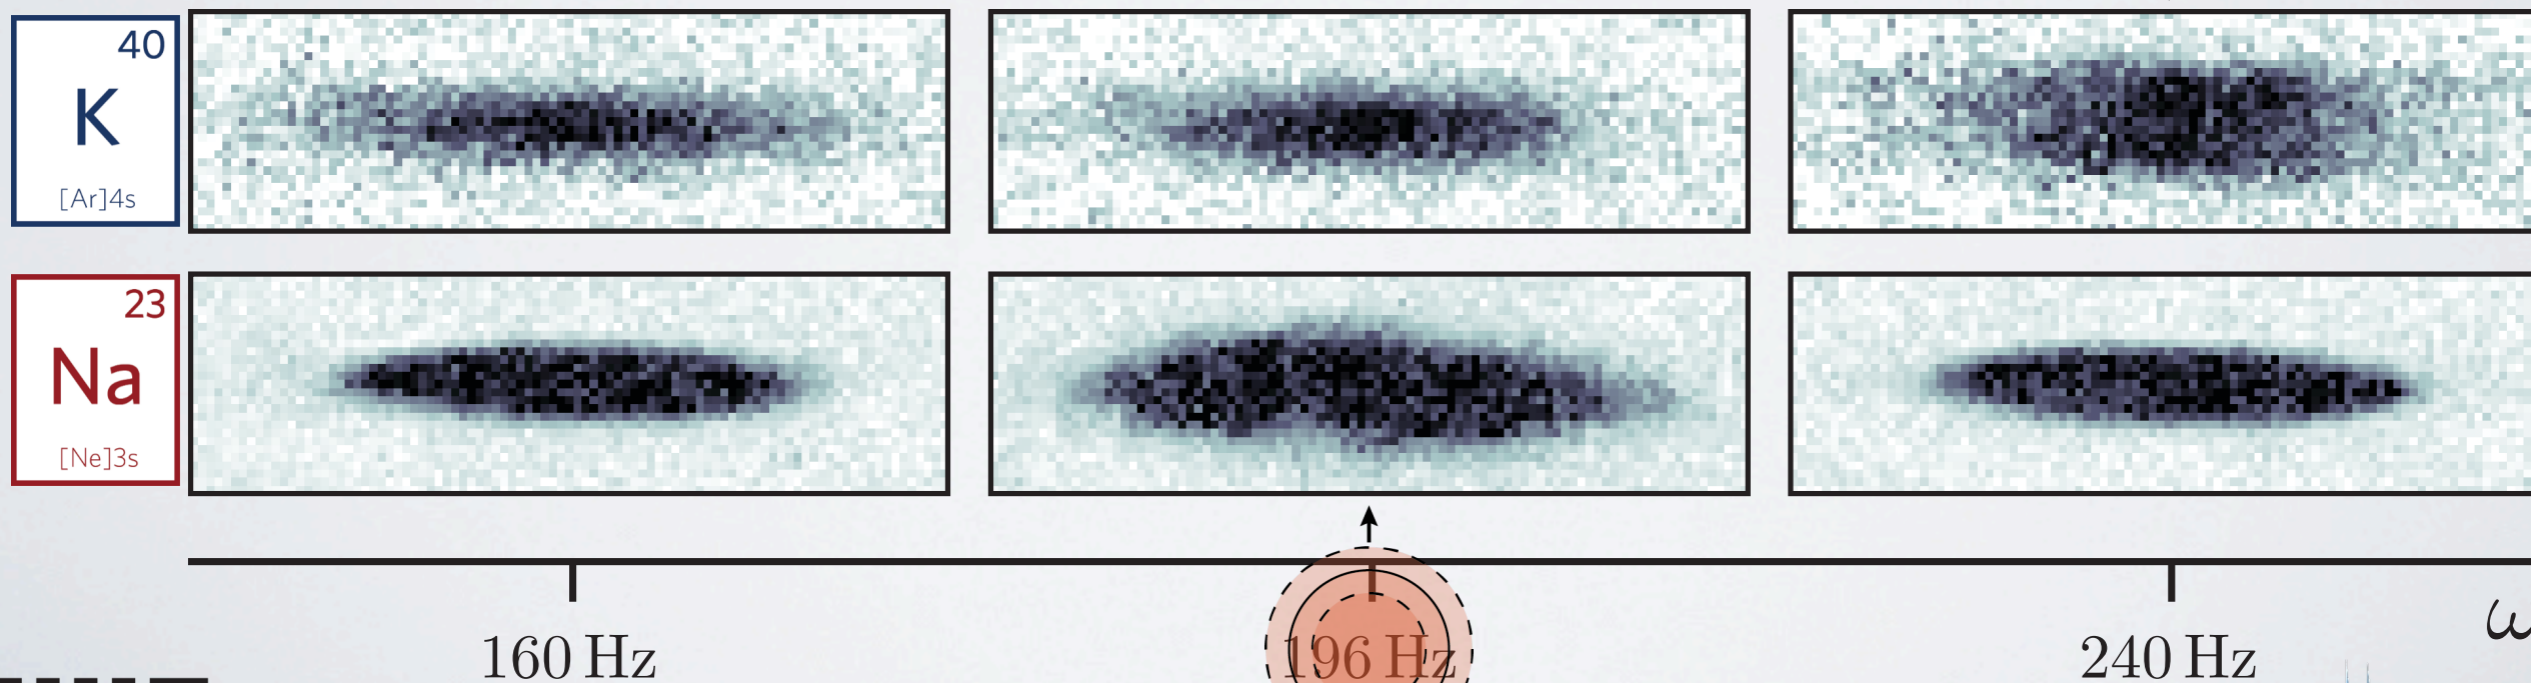 40
K
[Ar]4s
23
Na
[Ne]3s
160 Hz
196 Hz
240 Hz
ω